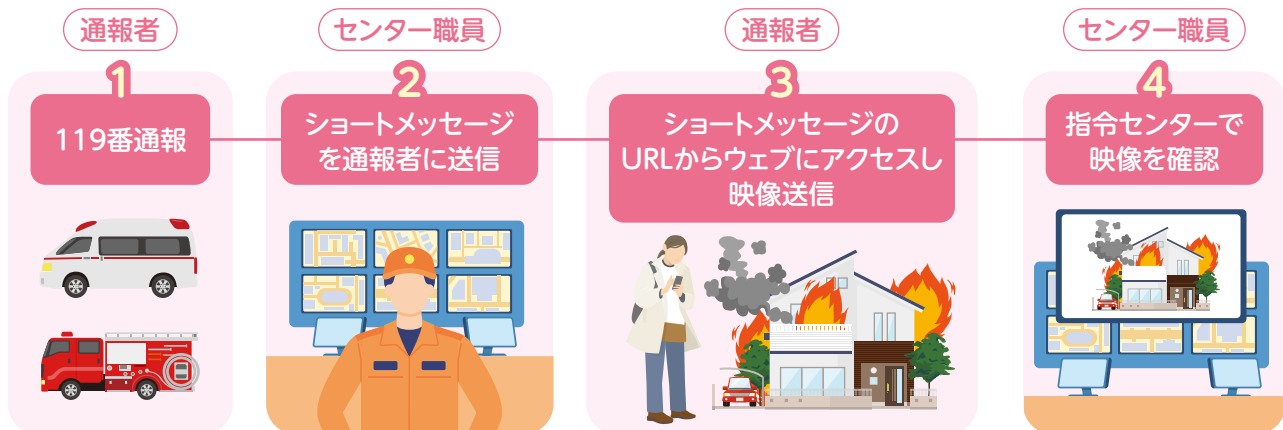 通報者
1
119番通報
センター職員
2
ショートメッセージ
を通報者に送信
通報者
3
ショートメッセージの
URLからウェブにアクセスし
映像送信
センター職員
4
指令センターで
映像を確認